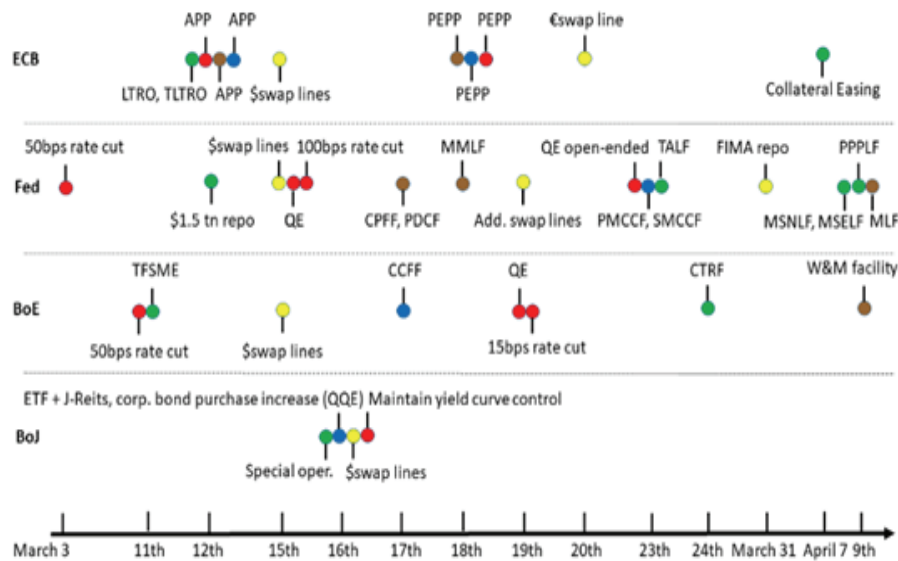 APP APP PEPP PEPP €swap line
ECB
LTRO, TLTRO APP $swap lines PEPP Collateral Easing
50bps rate cut $swap lines 100bps rate cut MMLF QE open-ended TALF FIMA repo PPPLF
Fed
$1.5 tn repo QE CPFF, PDCF Add. swap lines PMCCF, SMCCF MSNLF, MSELF MLF
TFSME CCFF QE CTRF W&M facility
BoE
50bps rate cut $swap lines 15bps rate cut
ETF + J-Reits, corp. bond purchase increase (QQE) Maintain yield curve control
BoJ
Special oper. $swap lines
March 3 11th 12th 15th 16th 17th 18th 19th 20th 23th 24th March 31 April 7 9th